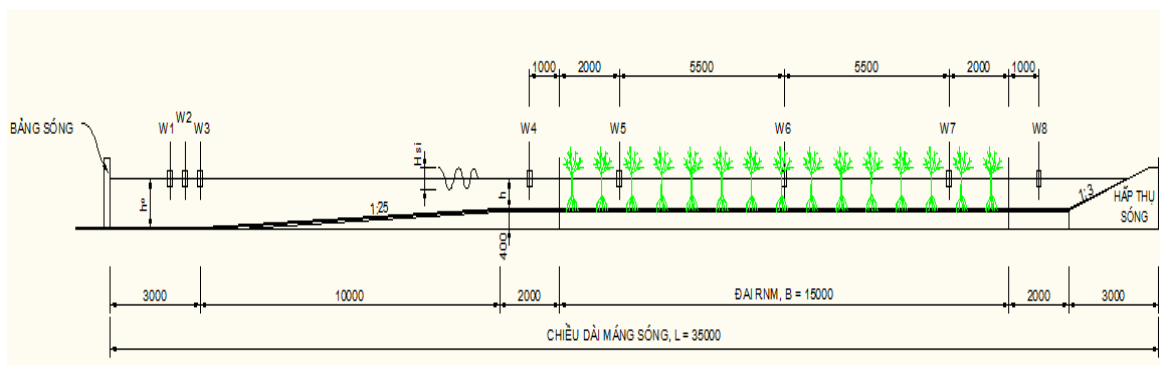 1000 2000 5500 5500 2000 1000
BẢNG SÓNG
W1 W2 W3 W4 W5 W6 W7 W8
Hsi
h
1:25
1:3
HẤP THỤ
SÓNG
400
3000 10000 2000 ĐAI RNM, B = 15000 2000 3000
CHIỀU DÀI MÁNG SÓNG, L = 35000